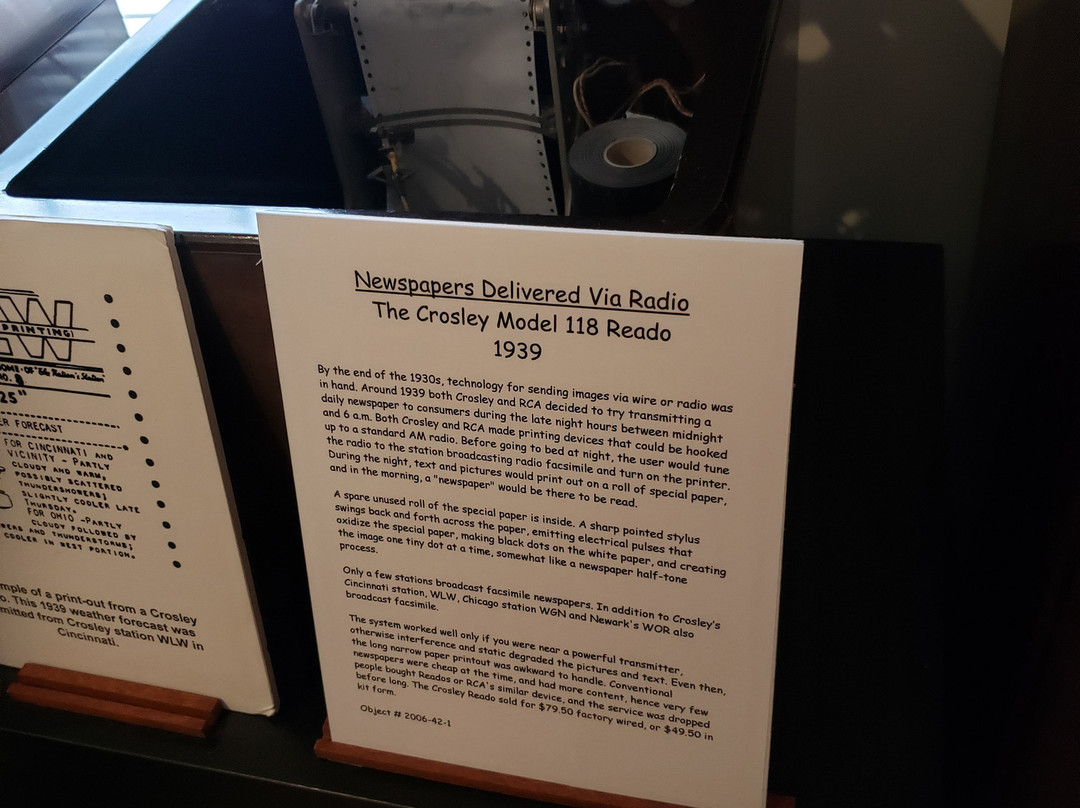 PRINTING!
HOME-OF "The Nation's Station"
NO. 8
25"
FORECAST
FOR CINCINNATI AND
VICINITY - PARTLY
CLOUDY AND WARM,
POSSIBLY SCATTERED
THUNDERSHOWERS;
SLIGHTLY COOLER LATE
THURSDAY.
FOR OHIO -PARTLY
CLOUDY FOLLOWED BY
AND THUNDERSTORMS;
COOLER IN WEST PORTION.
mple of a print-out from a Crosley
o. This 1939 weather forecast was
mitted from Crosley station WLW in
Cincinnati.
Newspapers Delivered Via Radio
The Crosley Model 118 Reado
1939
By the end of the 1930s, technology for sending images via wire or radio was
in hand. Around 1939 both Crosley and RCA decided to try transmitting a
daily newspaper to consumers during the late night hours between midnight
and 6 a.m. Both Crosley and RCA made printing devices that could be hooked
up to a standard AM radio. Before going to bed at night, the user would tune
the radio to the station broadcasting radio facsimile and turn on the printer.
During the night, text and pictures would print out on a roll of special paper,
and in the morning, a "newspaper" would be there to be read.
A spare unused roll of the special paper is inside. A sharp pointed stylus
swings back and forth across the paper, emitting electrical pulses that
oxidize the special paper, making black dots on the white paper, and creating
the image one tiny dot at a time, somewhat like a newspaper half-tone
process.
Only a few stations broadcast facsimile newspapers. In addition to Crosley's
Cincinnati station, WLW, Chicago station WGN and Newark's WOR also
broadcast facsimile.
The system worked well only if you were near a powerful transmitter,
otherwise interference and static degraded the pictures and text. Even then,
the long narrow paper printout was awkward to handle. Conventional
newspapers were cheap at the time, and had more content, hence very few
people bought Reados or RCA's similar device, and the service was dropped
before long. The Crosley Reado sold for $79.50 factory wired, or $49.50 in
kit form.
Object # 2006-42-1